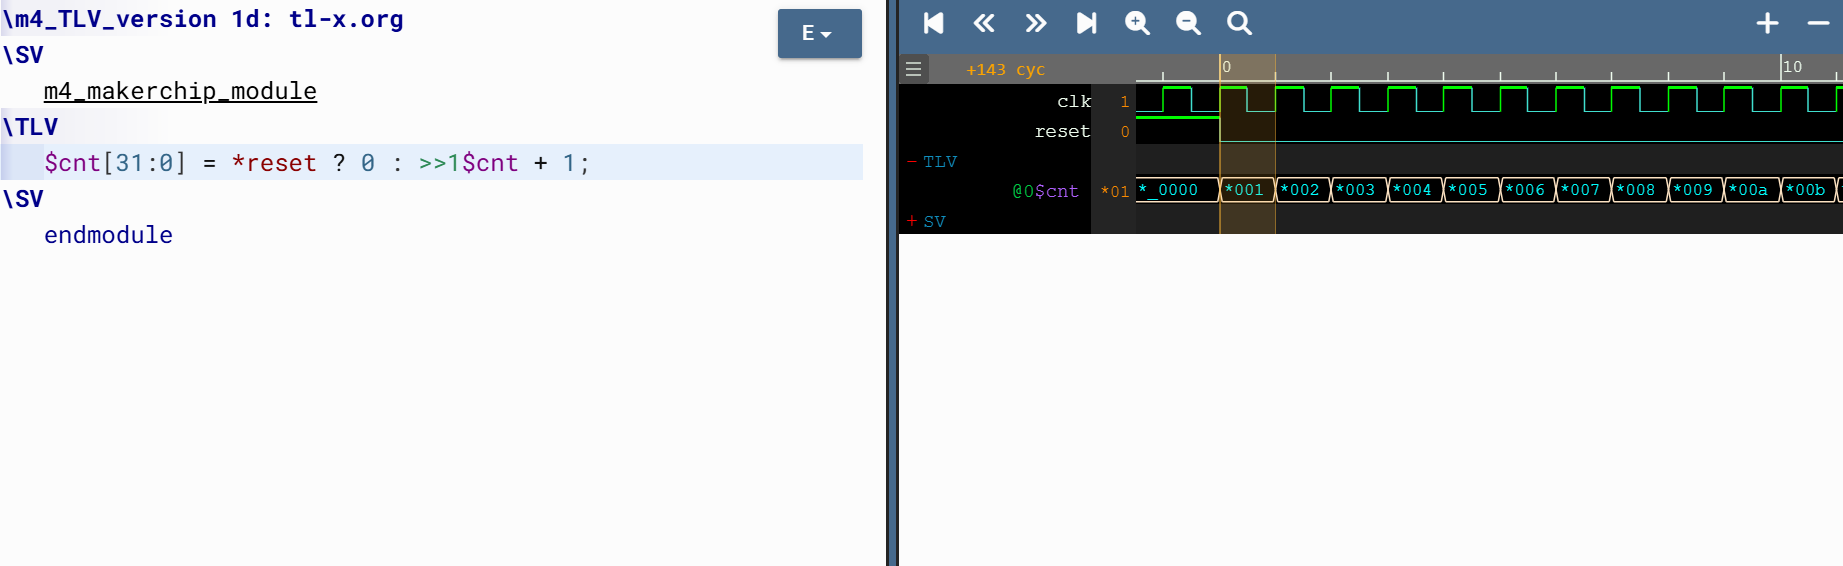 \m4_TLV_version 1d: tl-x.org
\SV
m4_makerchip_module
\TLV
$cnt[31:0] = *reset ? 0 : >>1$cnt + 1;
\SV
endmodule
E
+143 cyc 0 10
clk 1
reset 0
- TLV
@0$cnt *01 *_0000 *001 *002 *003 *004 *005 *006 *007 *008 *009 *00a *00b
+ SV